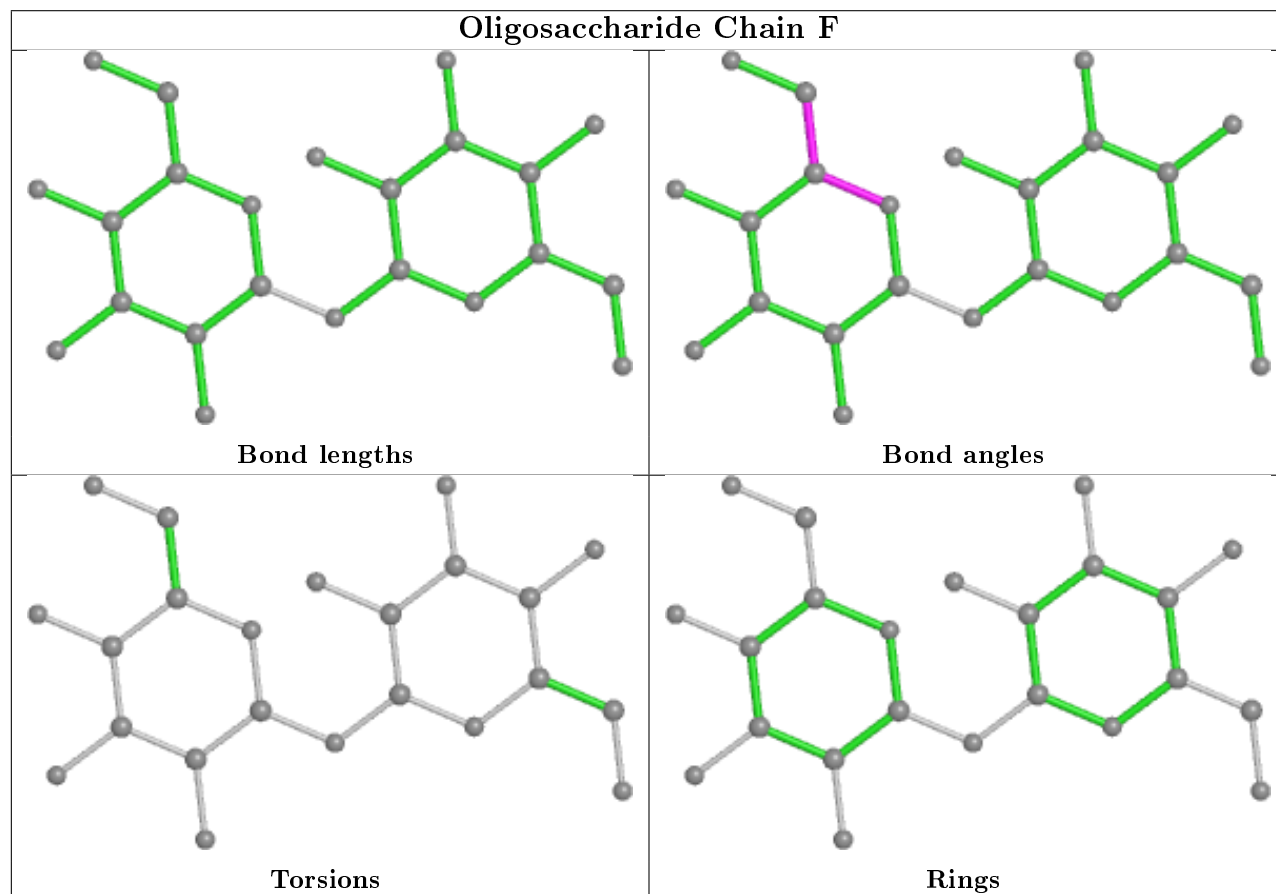 Oligosaccharide Chain F
Bond lengths
Bond angles
Torsions
Rings